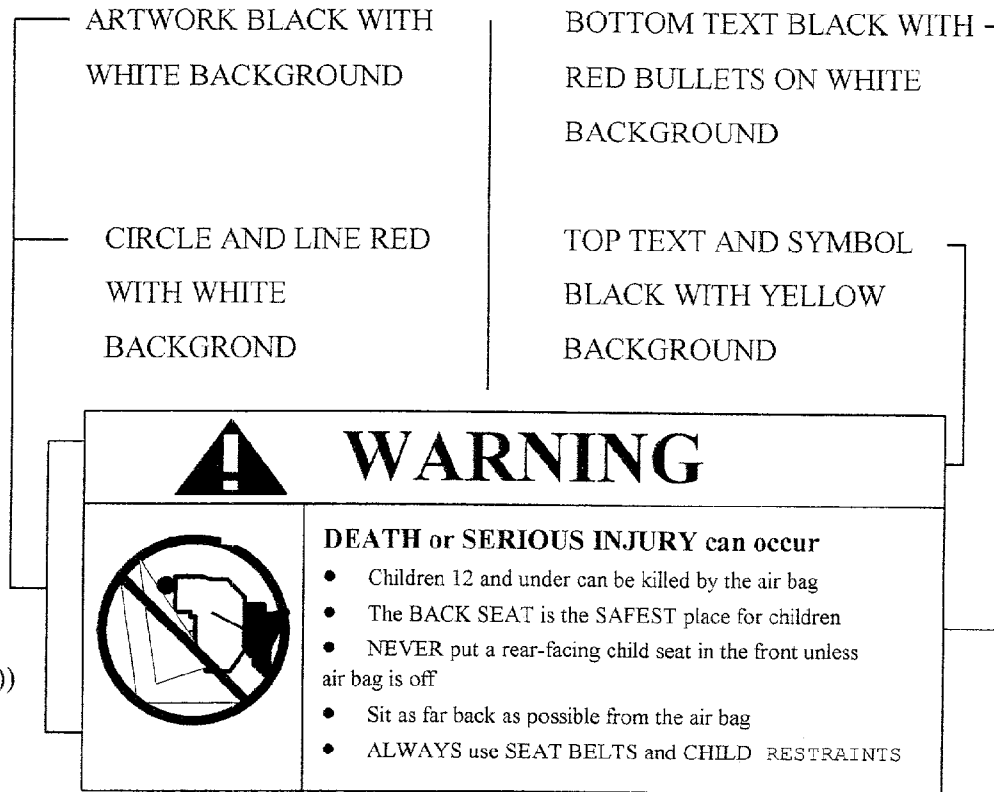 ARTWORK BLACK WITH
WHITE BACKGROUND
CIRCLE AND LINE RED
WITH WHITE
BACKGROND
BOTTOM TEXT BLACK WITH
RED BULLETS ON WHITE
BACKGROUND
TOP TEXT AND SYMBOL
BLACK WITH YELLOW
BACKGROUND
! WARNING
DEATH or SERIOUS INJURY can occur
• Children 12 and under can be killed by the air bag
• The BACK SEAT is the SAFEST place for children
• NEVER put a rear-facing child seat in the front unless
air bag is off
• Sit as far back as possible from the air bag
• ALWAYS use SEAT BELTS and CHILD RESTRAINTS
))